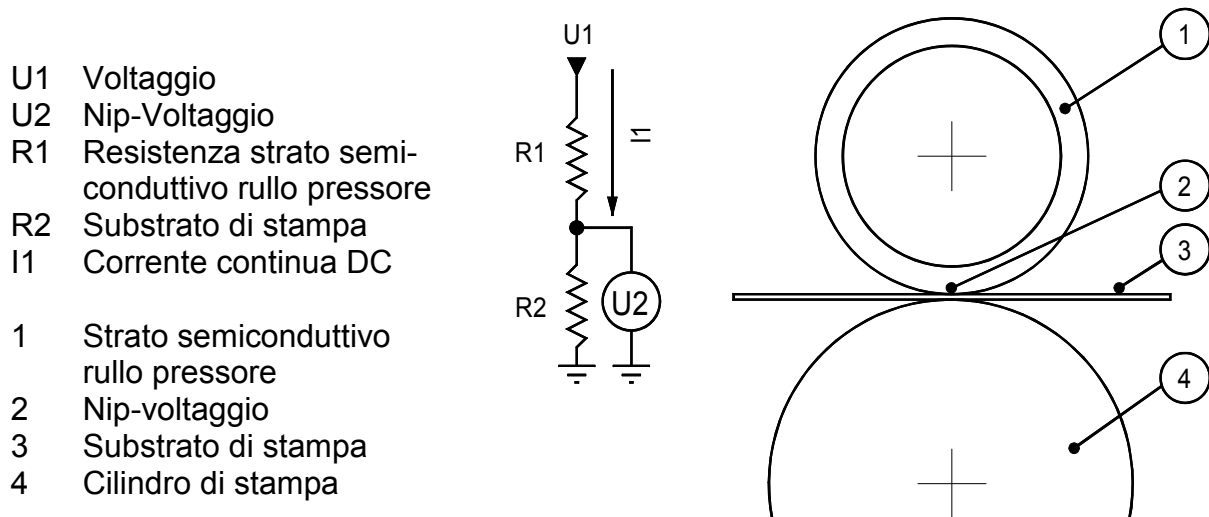 U1 Voltaggio
U2 Nip-Voltaggio
R1 Resistenza strato semi-
conduttivo rullo pressore
R2 Substrato di stampa
I1 Corrente continua DC
1 Strato semiconduttivo
rullo pressore
2 Nip-voltaggio
3 Substrato di stampa
4 Cilindro di stampa
U1
I1
R1
R2
U2
1
2
3
4